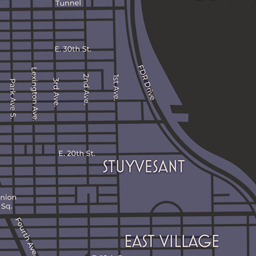 Tunnel
E. 30th St.
FDR Drive
Park Ave S.
Lexington Ave
3rd Ave.
2nd Ave.
1st Ave.
E. 20th St.
STUYVESANT
nion
Sq.
Fourth Ave
EAST VILLAGE